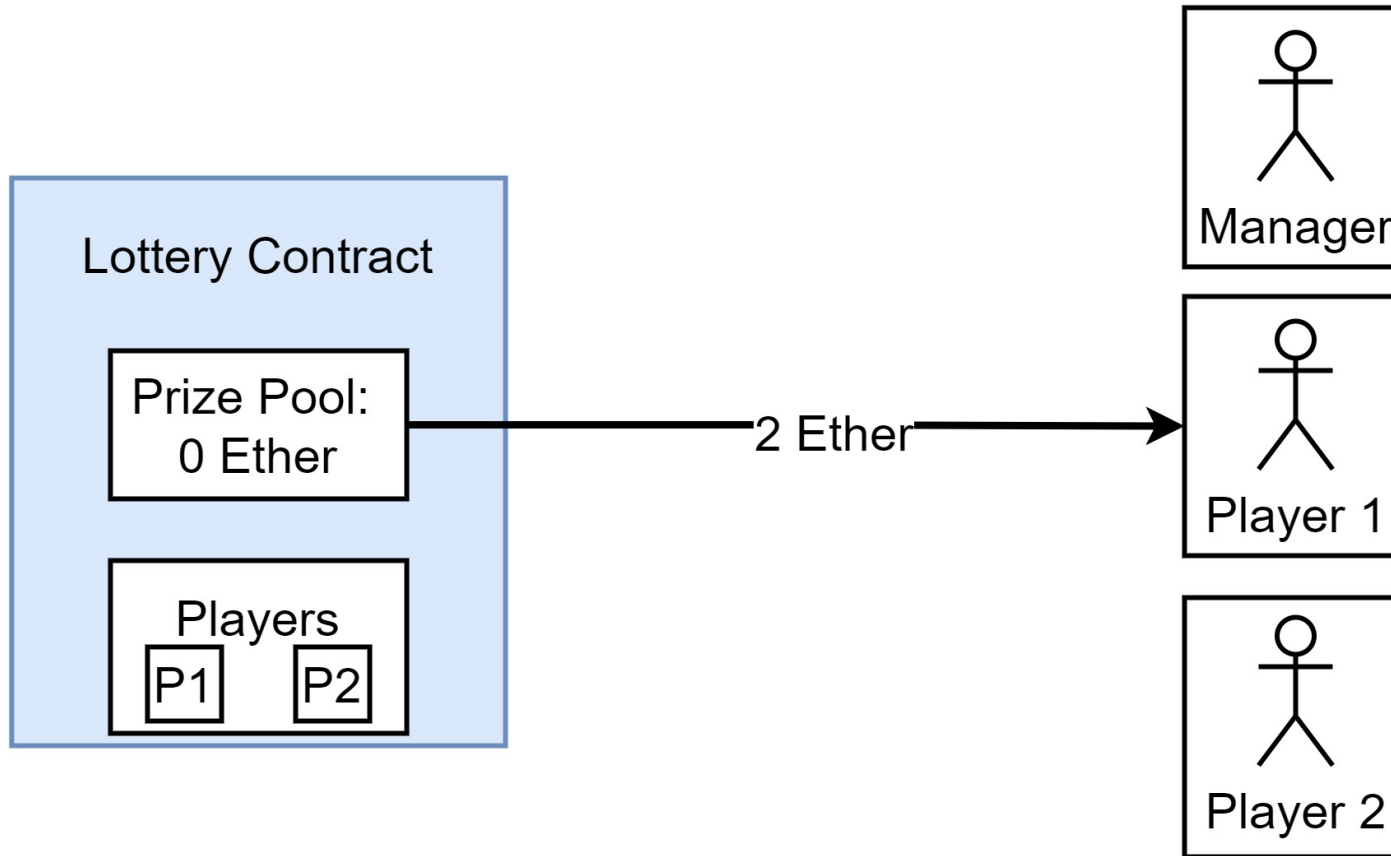 Lottery Contract
Prize Pool:
0 Ether
Players
P1
P2
2 Ether
Manager
Player 1
Player 2